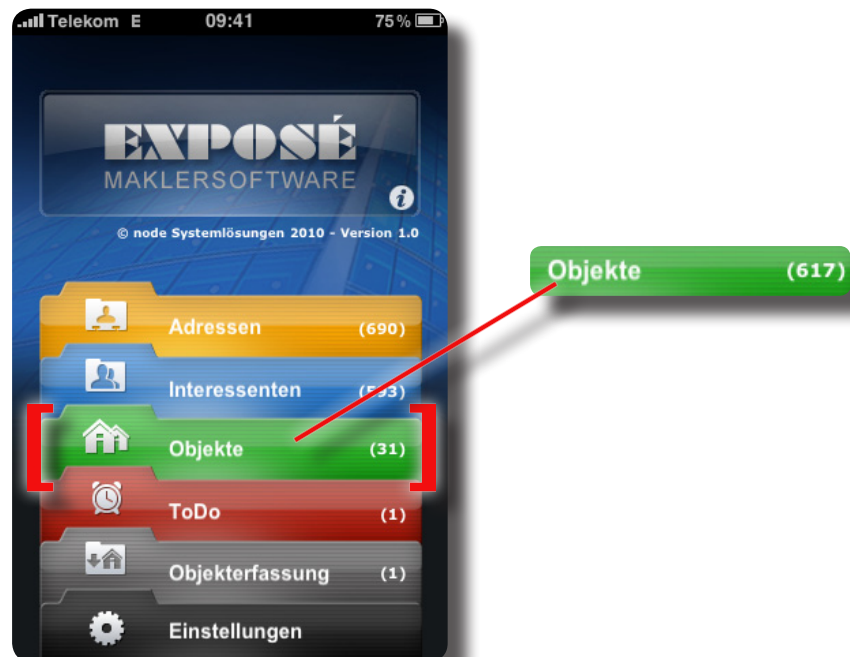 Telekom E 09:41 75%
EXPOSÉ
MAKLERSOFTWARE
i
© node Systemlösungen 2010 - Version 1.0
Adressen (690)
Interessenten (593)
Objekte (31)
ToDo (1)
Objekterfassung (1)
Einstellungen
Objekte (617)